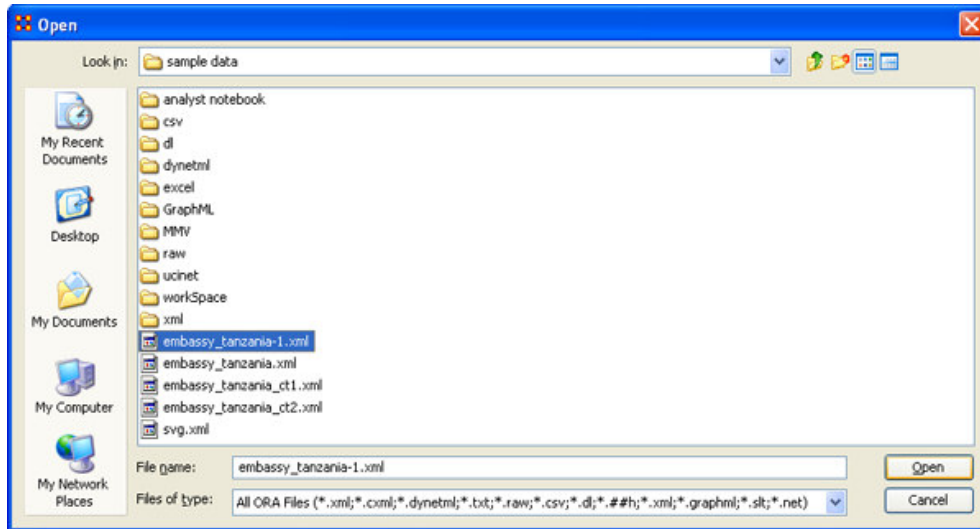 Open
Look in:
sample data
My Recent
Documents
Desktop
My Documents
My Computer
My Network
Places
analyst notebook
csv
dl
dynetml
excel
GraphML
MMV
raw
ucinet
workSpace
xml
embassy_tanzania-1.xml
embassy_tanzania.xml
embassy_tanzania_ct1.xml
embassy_tanzania_ct2.xml
svg.xml
File name:
embassy_tanzania-1.xml
Open
Files of type:
All ORA Files (*.xml;*.cxml;*.dynetml;*.txt;*.raw;*.csv;*.dl;*.##h;*.xml;*.graphml;*.slt;*.net)
Cancel